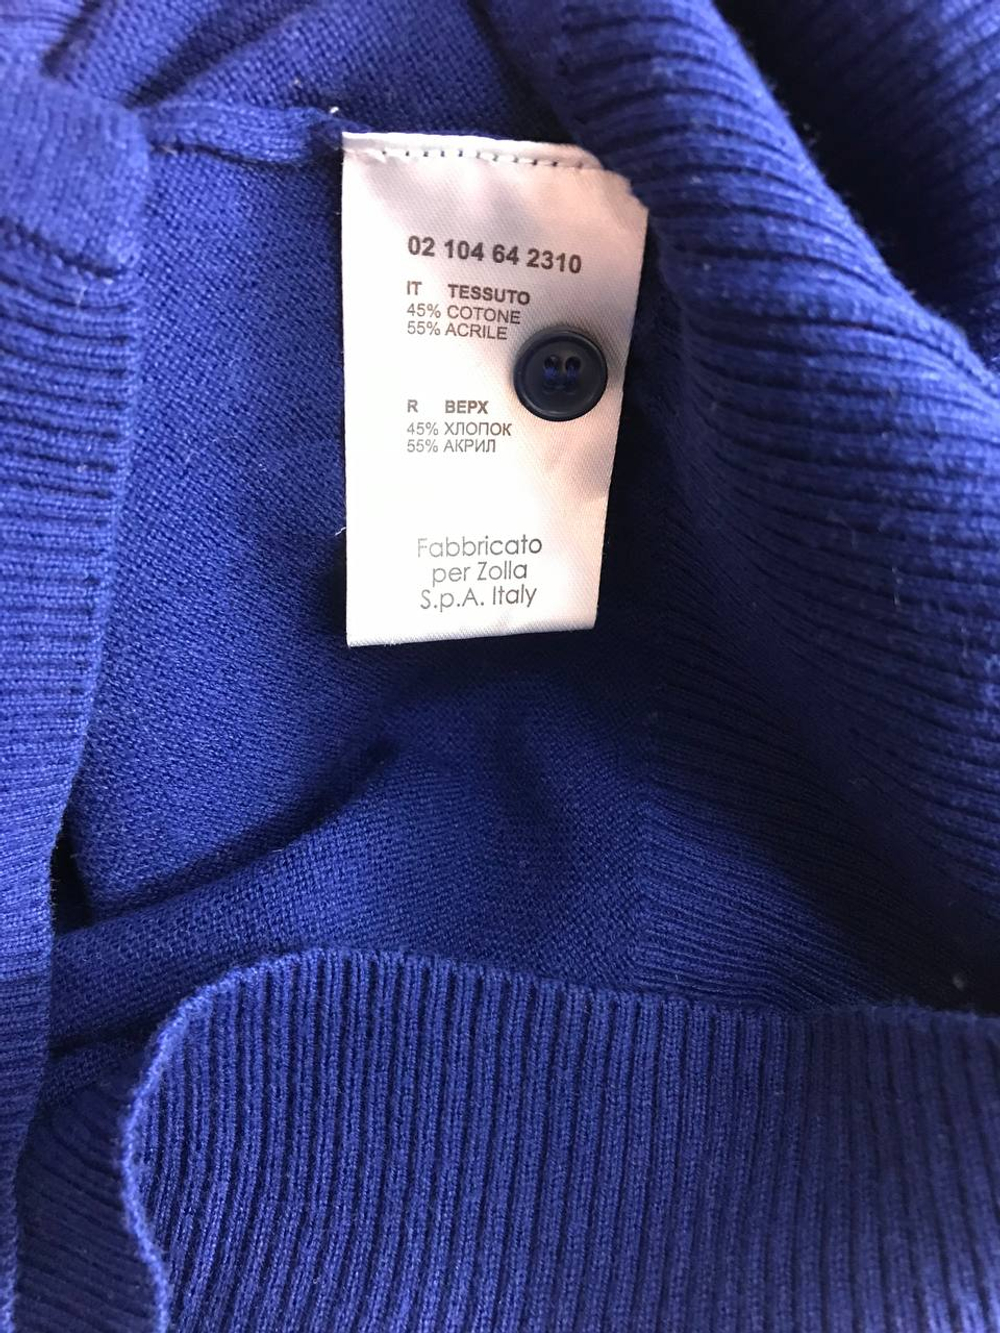 02 104 64 2310
IT TESSUTO
45% COTONE
55% ACRILE
R ВЕРХ
45% ХЛОПОК
55% АКРИЛ
Fabbricato
per Zolla
S.p.A. Italy